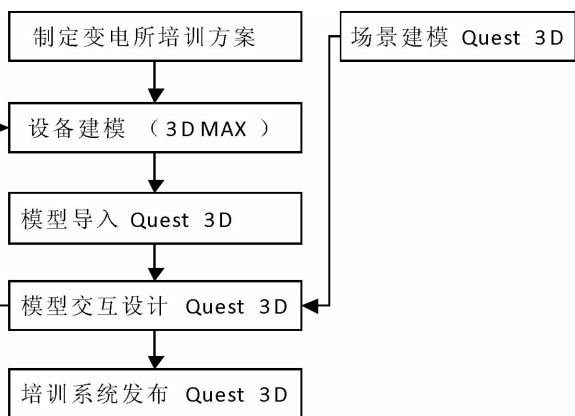 制定变电所培训方案
场景建模 Quest 3D
设备建模 （3D MAX ）
模型导入 Quest 3D
模型交互设计 Quest 3D
培训系统发布 Quest 3D